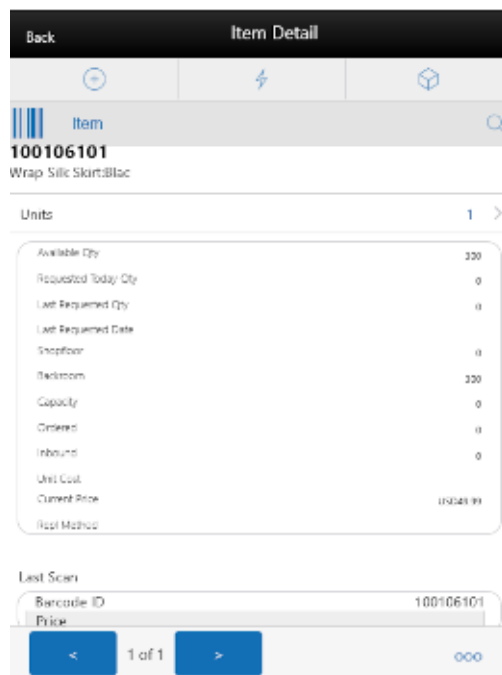 Back Item Detail
Item
100106101
Wrap Silk Skirt:Blac
Units 1 >
Available Qty 330
Requested Today Qty 0
Last Requested Qty 0
Last Requested Date
Shopfloor 0
Backroom 330
Capacity 0
Ordered 0
Inbound 0
Unit Cost
Current Price USD49.99
Repl Method
Last Scan
Barcode ID 100106101
Price
< 1 of 1 >